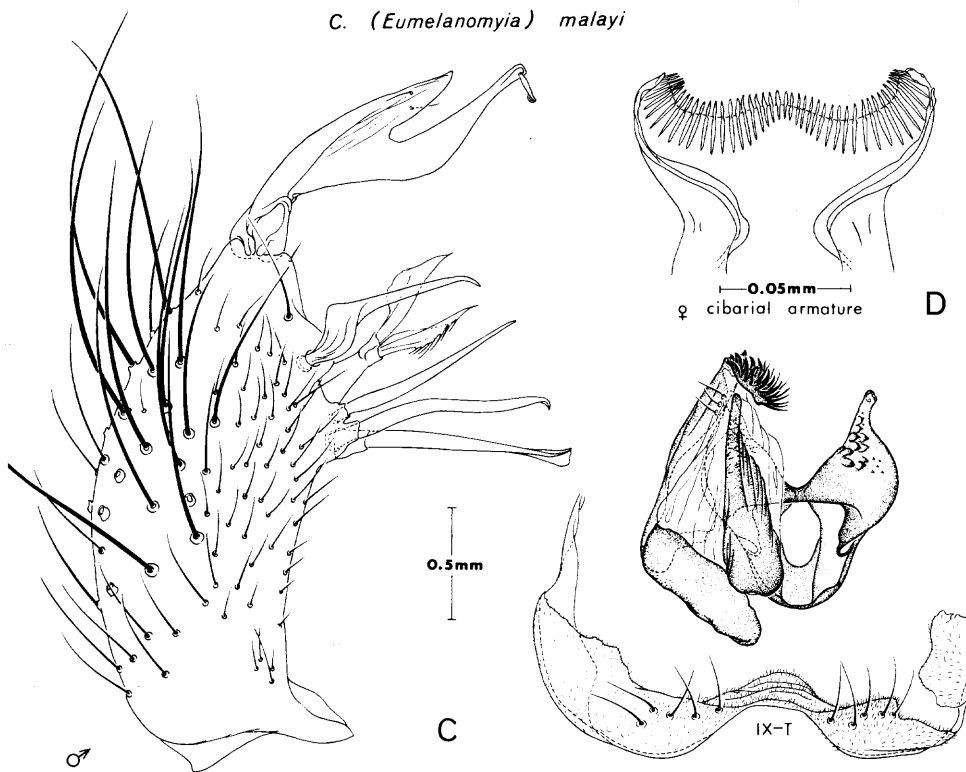 C. (Eumelanomyia) malayi
0.05mm
♀ cibarial armature
D
0.5mm
IX-T
C
♂